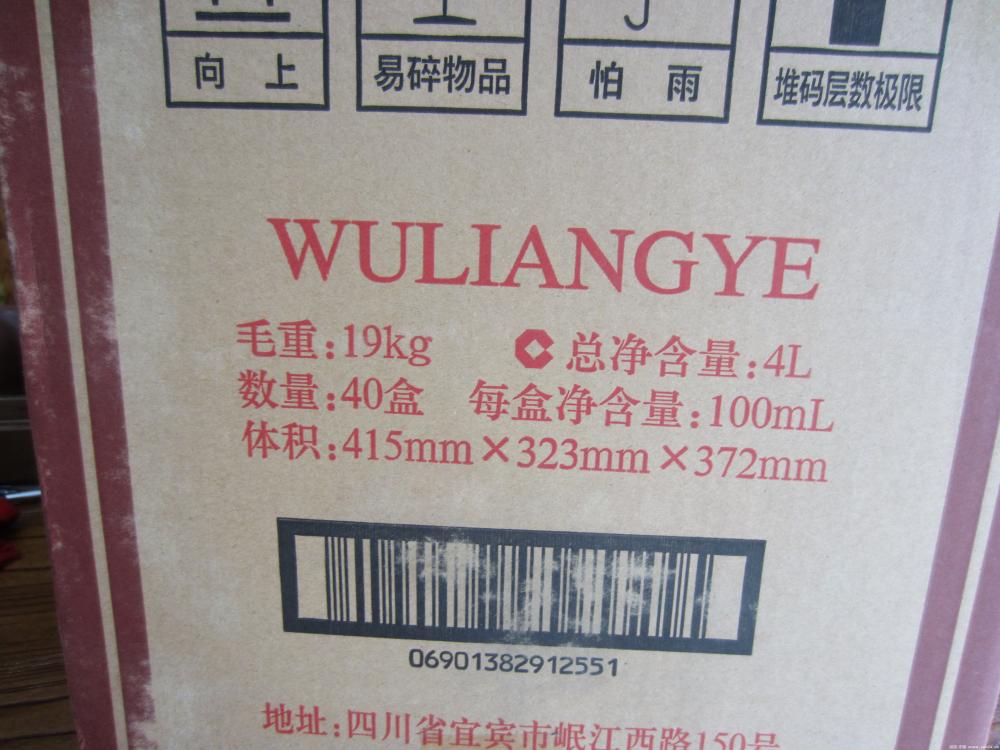 向 上 易碎物品 怕 雨 堆码层数极限
WULIANGYE
毛重:19kg 总净含量:4L
数量:40盒 每盒净含量:100mL
体积:415mm×323mm×372mm
06901382912551
地址:四川省宜宾市岷江西路150号